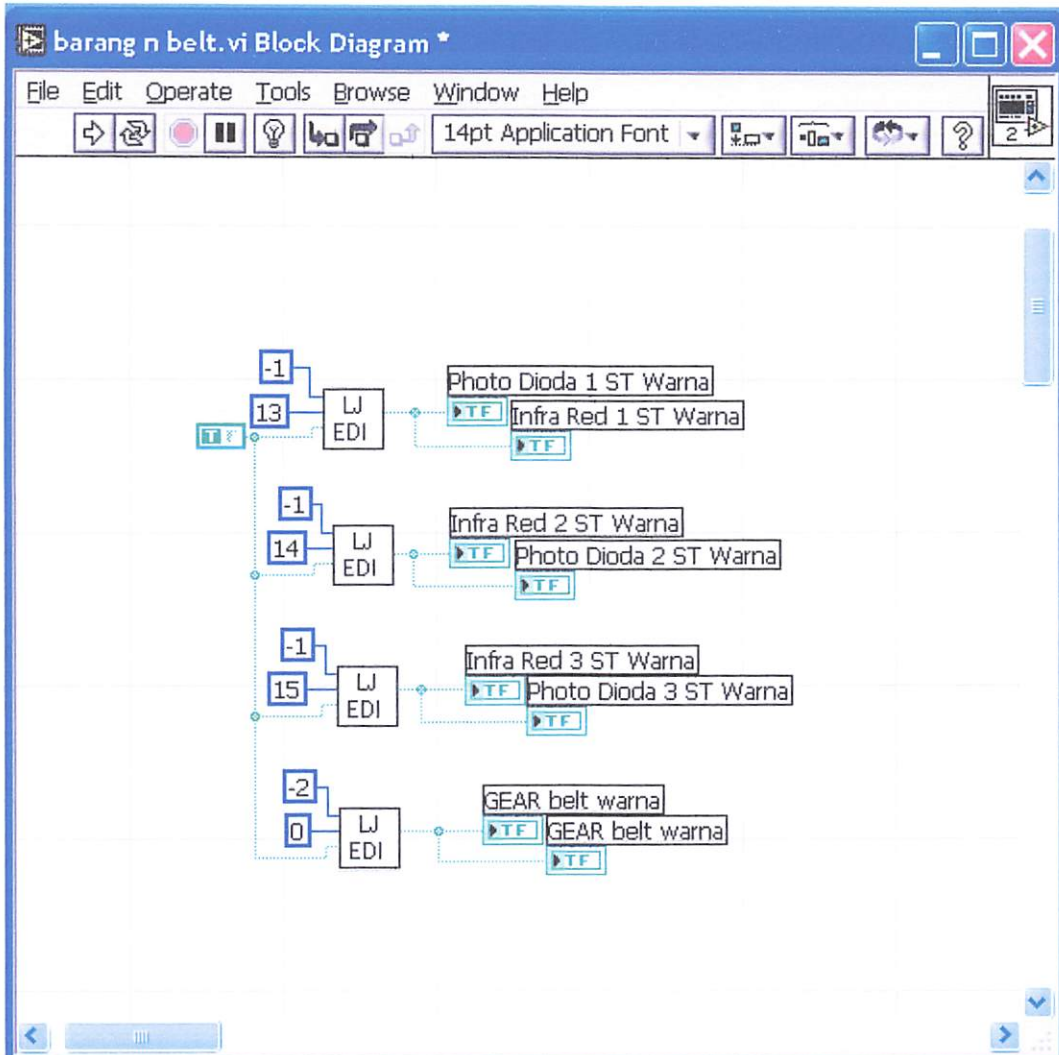 barang n belt.vi Block Diagram *
File Edit Operate Tools Browse Window Help
14pt Application Font
2
-1
Photo Dioda 1 ST Warna
13
LJ
EDI
TF
Infra Red 1 ST Warna
T
TF
-1
Infra Red 2 ST Warna
14
LJ
EDI
TF
Photo Dioda 2 ST Warna
TF
-1
Infra Red 3 ST Warna
15
LJ
EDI
TF
Photo Dioda 3 ST Warna
TF
-2
GEAR belt warna
0
LJ
EDI
TF
GEAR belt warna
TF